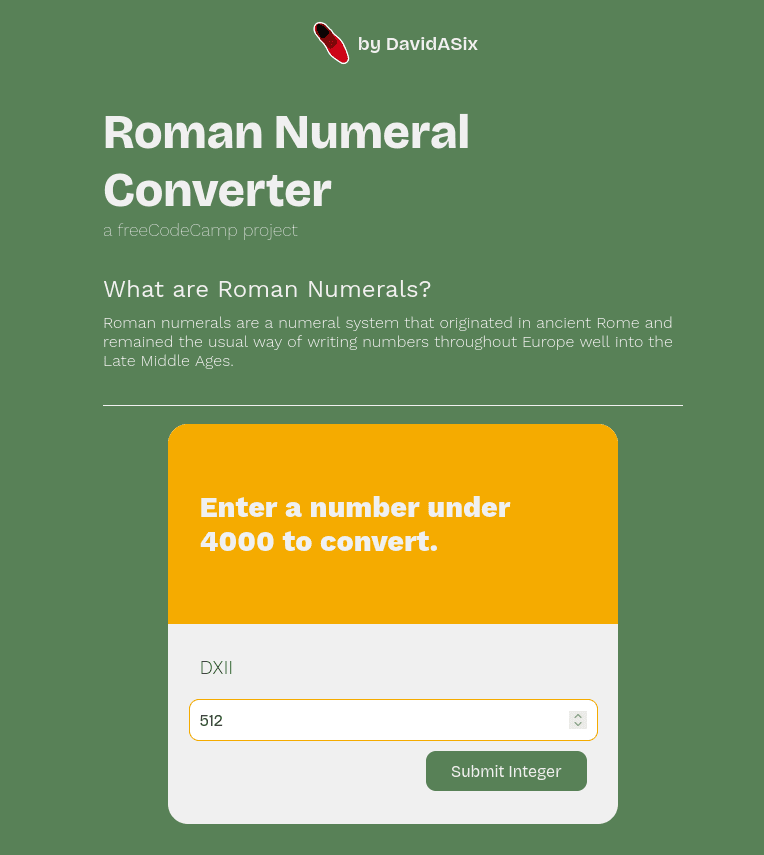 by DavidASix
Roman Numeral
Converter
a freeCodeCamp project
What are Roman Numerals?
Roman numerals are a numeral system that originated in ancient Rome and
remained the usual way of writing numbers throughout Europe well into the
Late Middle Ages.
Enter a number under
4000 to convert.
DXII
512
Submit Integer